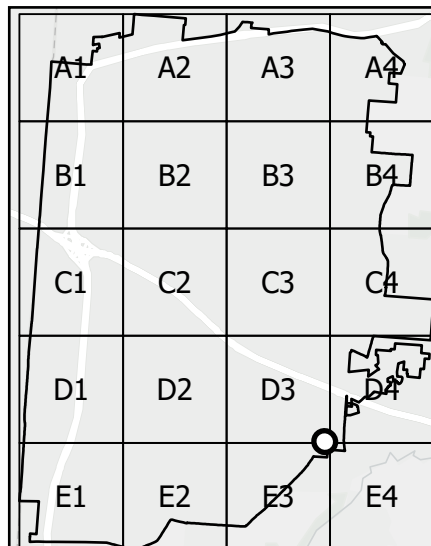 A1 A2 A3 A4
B1 B2 B3 B4
C1 C2 C3 C4
D1 D2 D3 D4
E1 E2 E3 E4